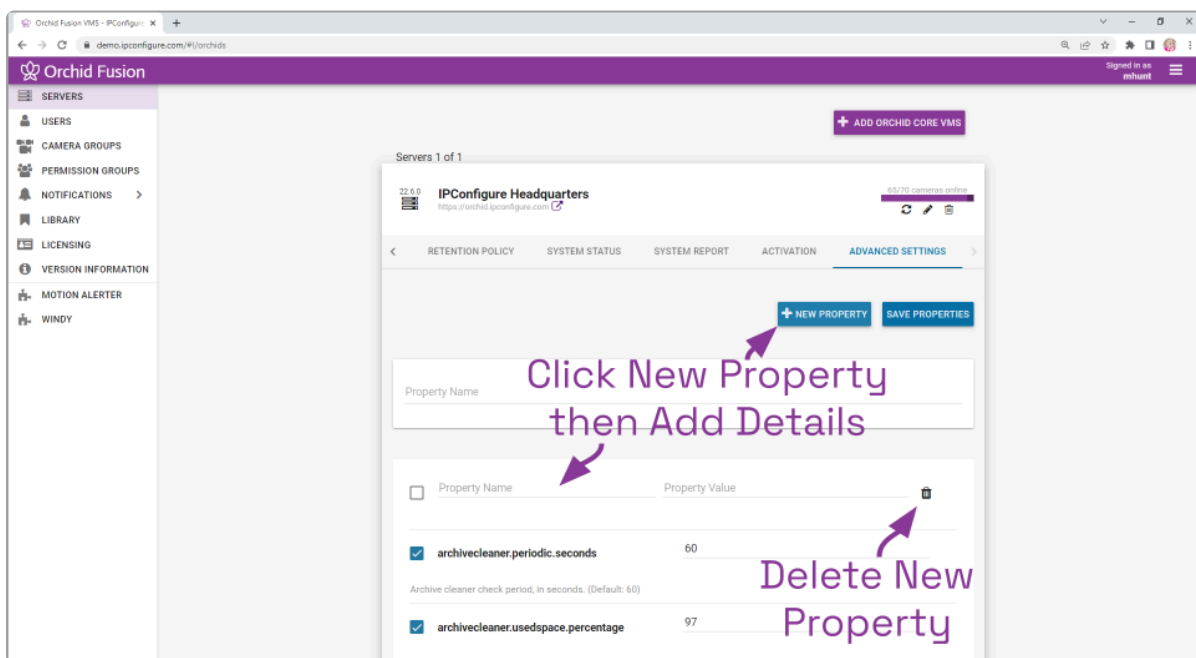 Orchid Fusion VMS - IPConfigure
demo.ipconfigure.com/#!/orchids
Orchid Fusion
Signed in as
mhunt
SERVERS
USERS
CAMERA GROUPS
PERMISSION GROUPS
NOTIFICATIONS
LIBRARY
LICENSING
VERSION INFORMATION
MOTION ALERTER
WINDY
+ ADD ORCHID CORE VMS
Servers 1 of 1
22.6.0
IPConfigure Headquarters
https://orchid.ipconfigure.com
65/70 cameras online
RETENTION POLICY SYSTEM STATUS SYSTEM REPORT ACTIVATION ADVANCED SETTINGS
+ NEW PROPERTY SAVE PROPERTIES
Click New Property
Property Name
then Add Details
Property Name Property Value
archivecleaner.periodic.seconds 60
Archive cleaner check period, in seconds. (Default: 60)
Delete New
Property
archivecleaner.usedspace.percentage 97